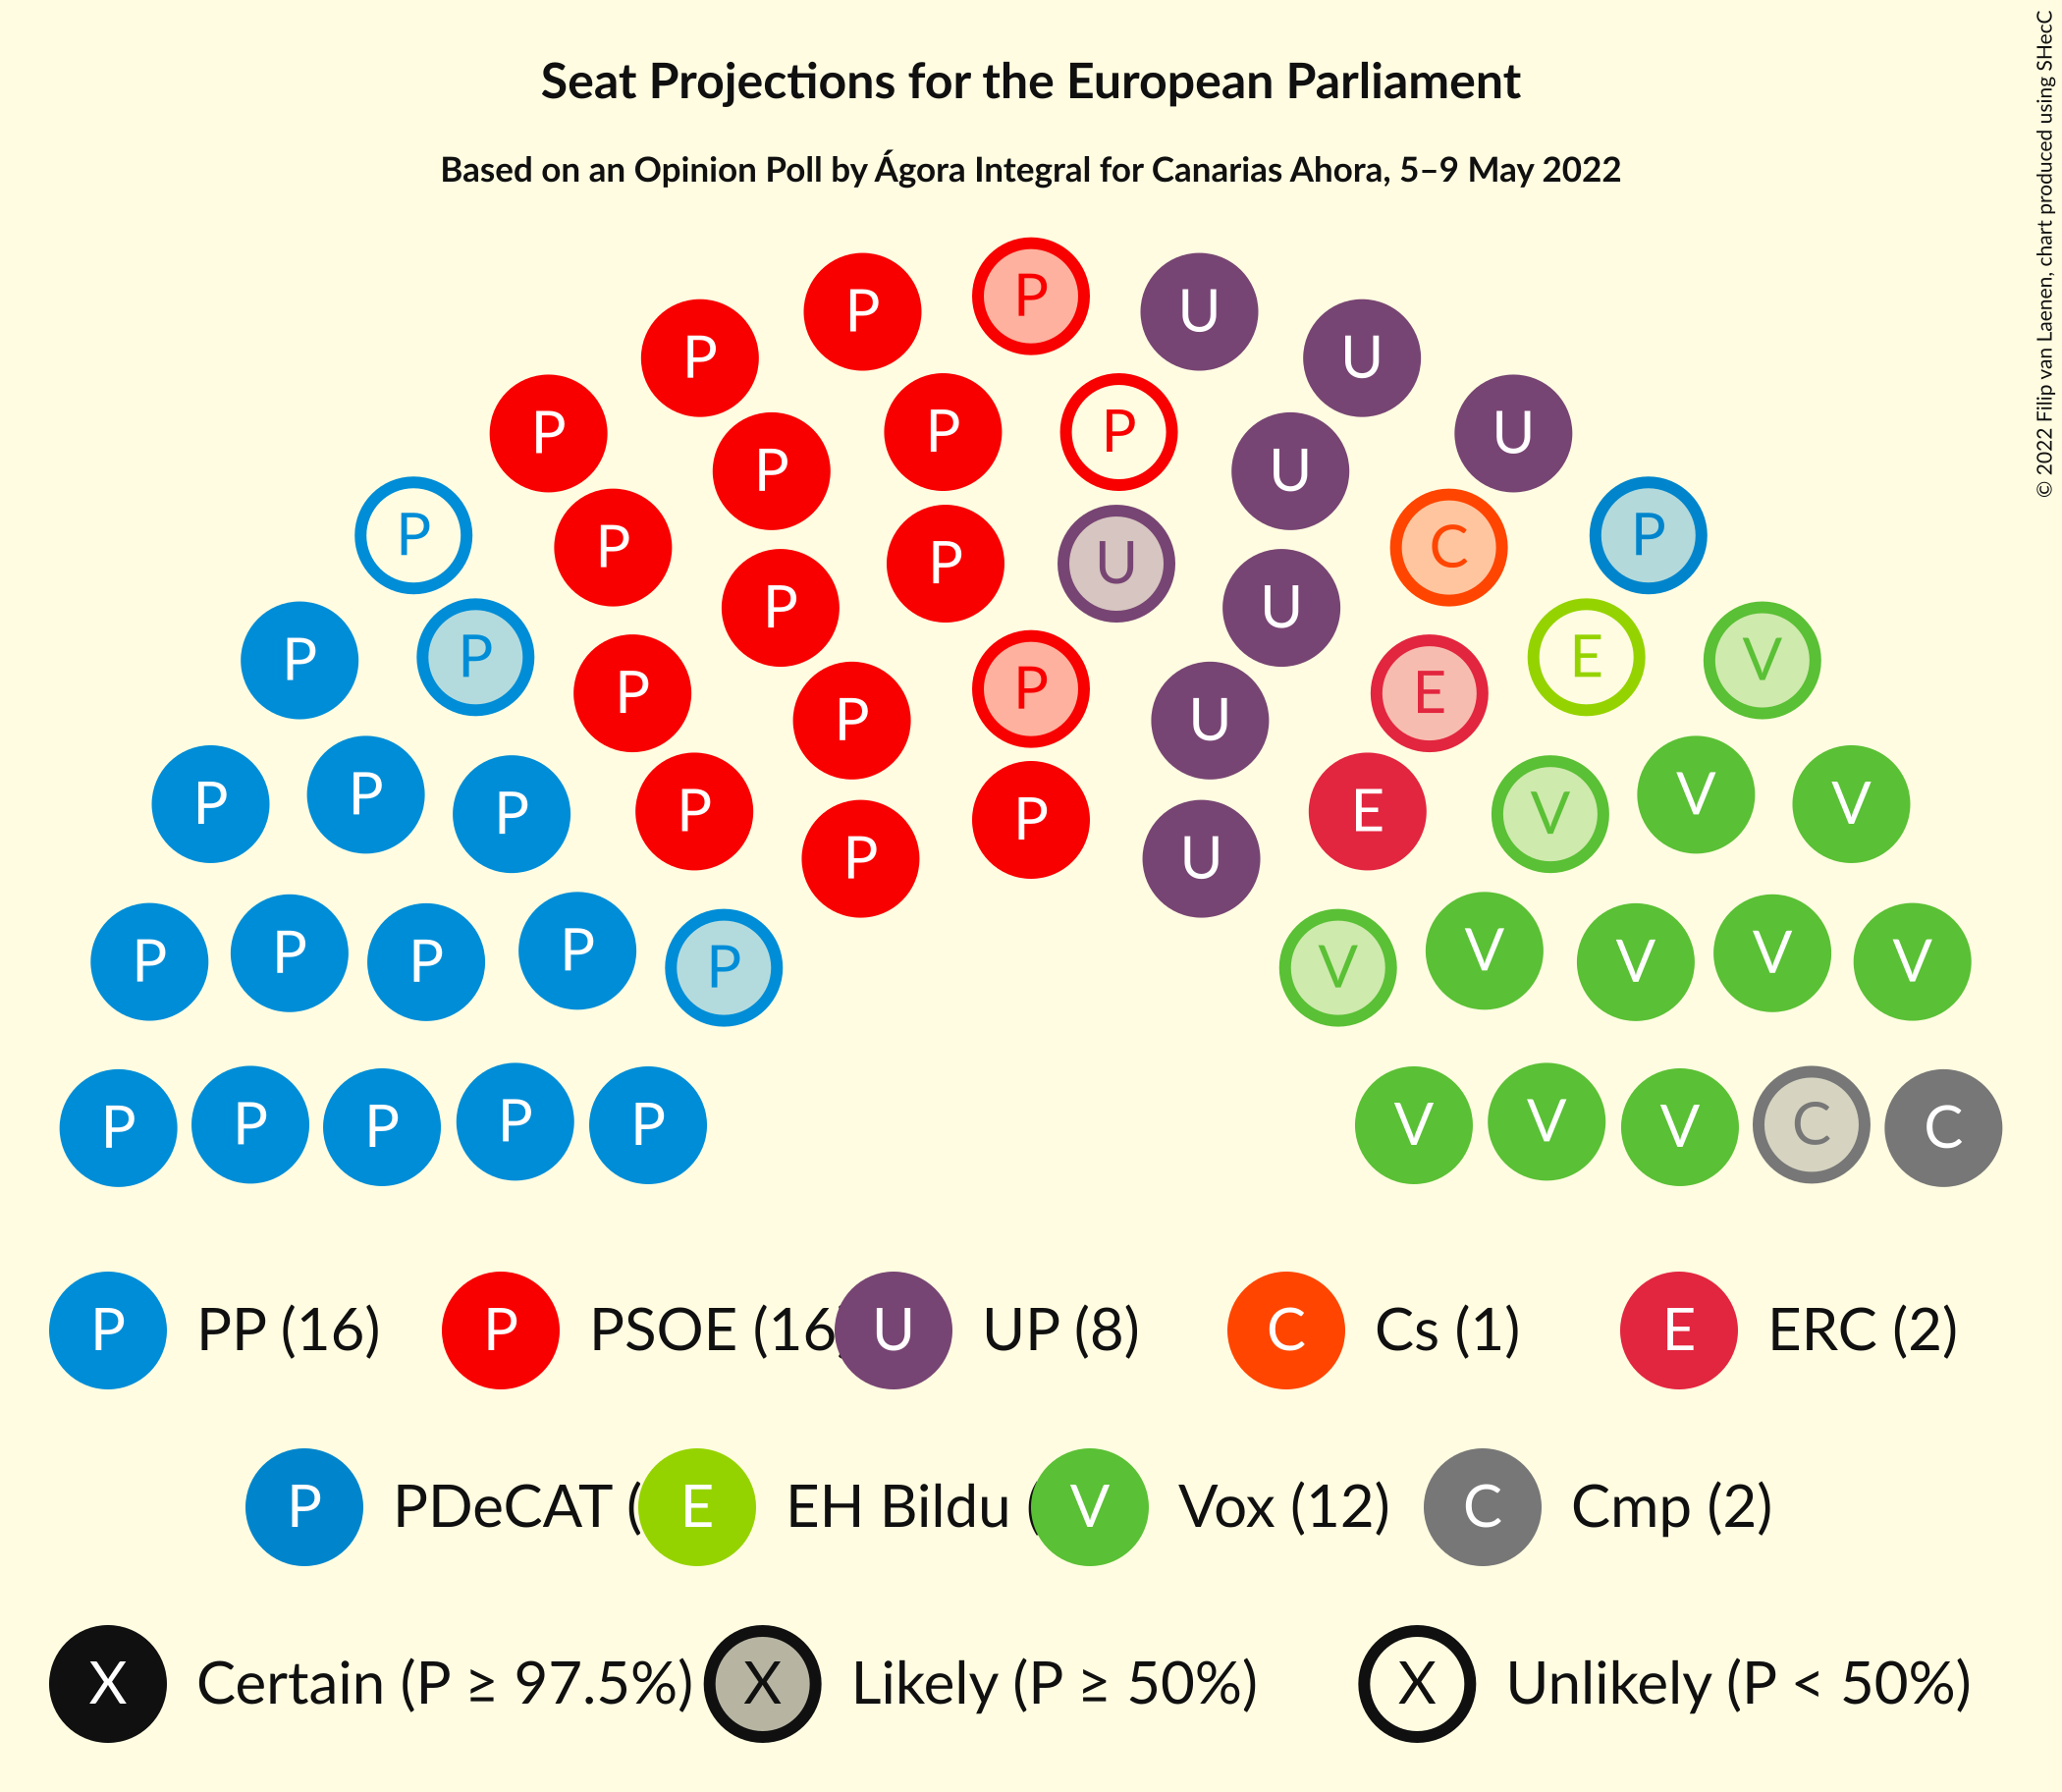 Seat Projections for the European Parliament
Based on an Opinion Poll by Ágora Integral for Canarias Ahora, 5–9 May 2022
© 2022 Filip van Laenen, chart produced using SHecC
P
P U
P U
P P P U
P U
P P C P
P U
P U
P P E V
P P E
P U
P P P P P E V V V
P U
P P P P P V V V V V
P P P P P V V V C C
P PP (16) P PSOE (16 U UP (8) C Cs (1) E ERC (2)
P PDeCAT ( E EH Bildu ( V Vox (12) C Cmp (2)
X Certain (P ≥ 97.5%) X Likely (P ≥ 50%) X Unlikely (P < 50%)